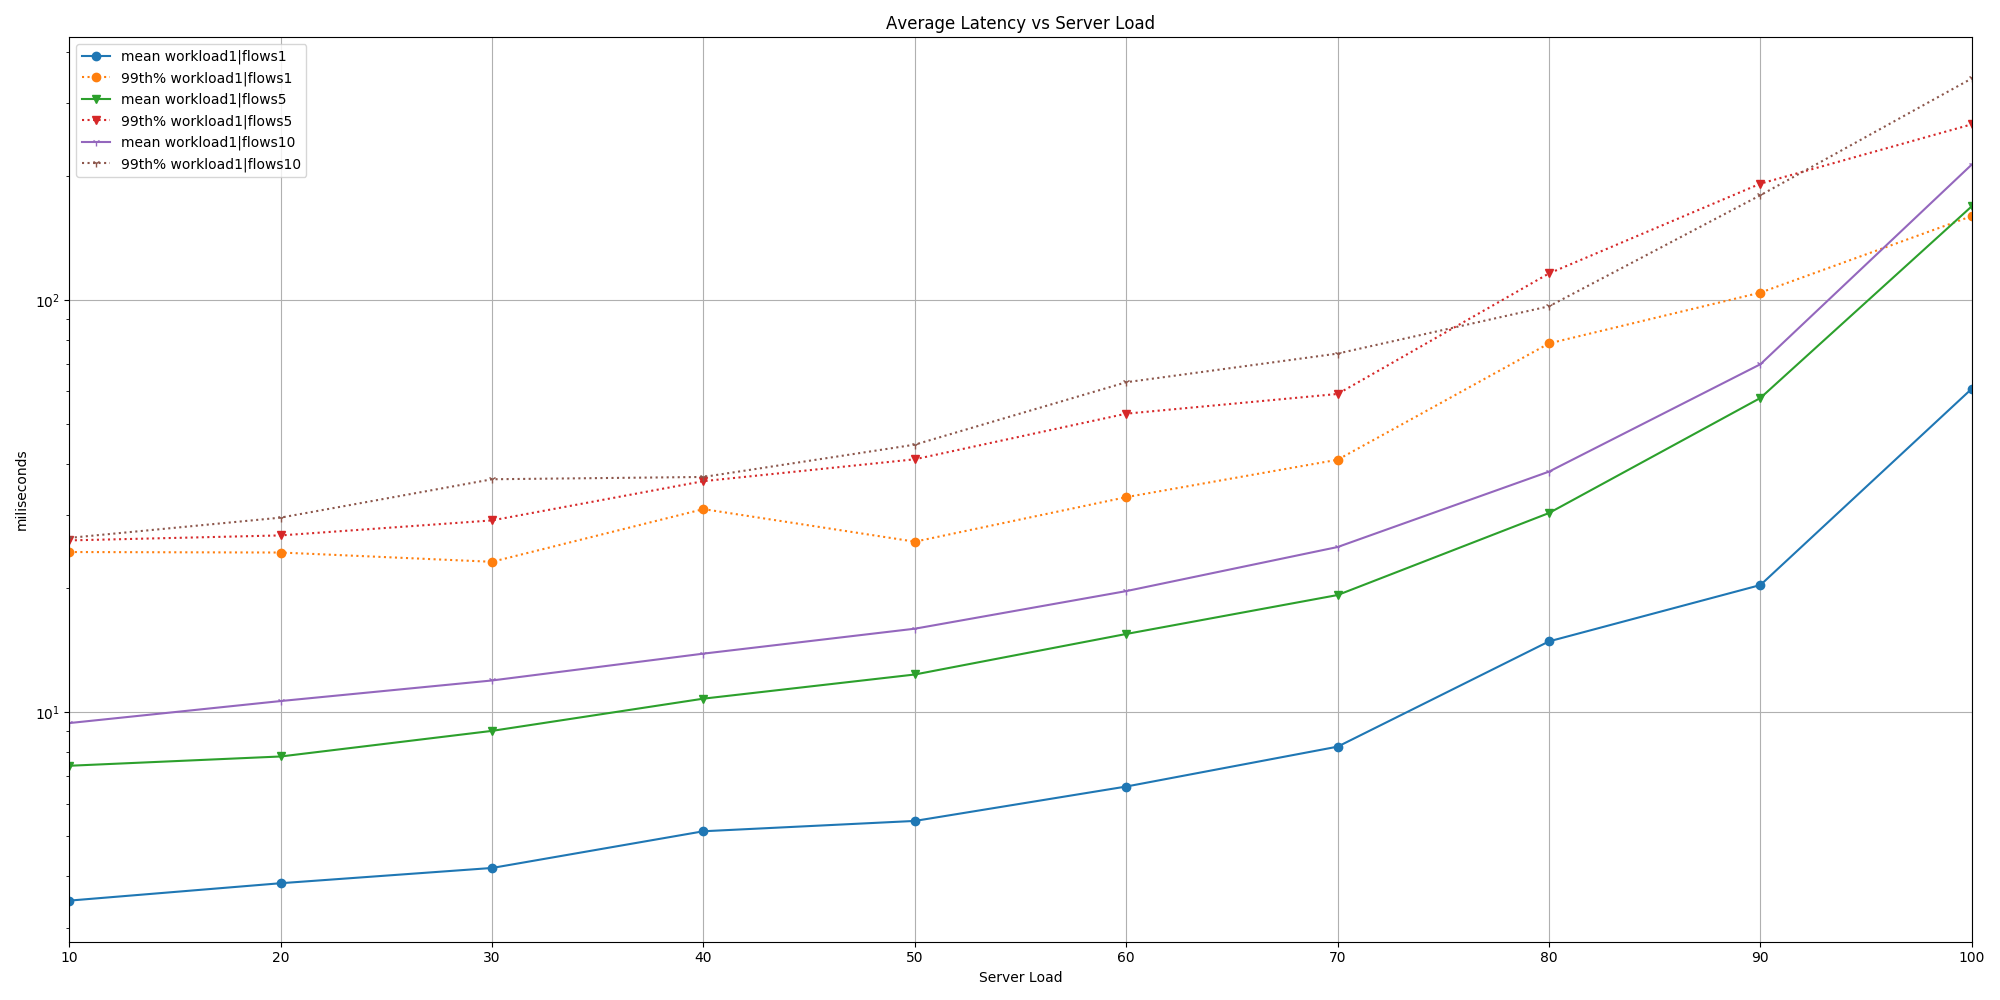 Average Latency vs Server Load
mean workload1|flows1
99th% workload1|flows1
mean workload1|flows5
99th% workload1|flows5
mean workload1|flows10
99th% workload1|flows10
miliseconds
10²
10¹
10 20 30 40 50 60 70 80 90 100
Server Load